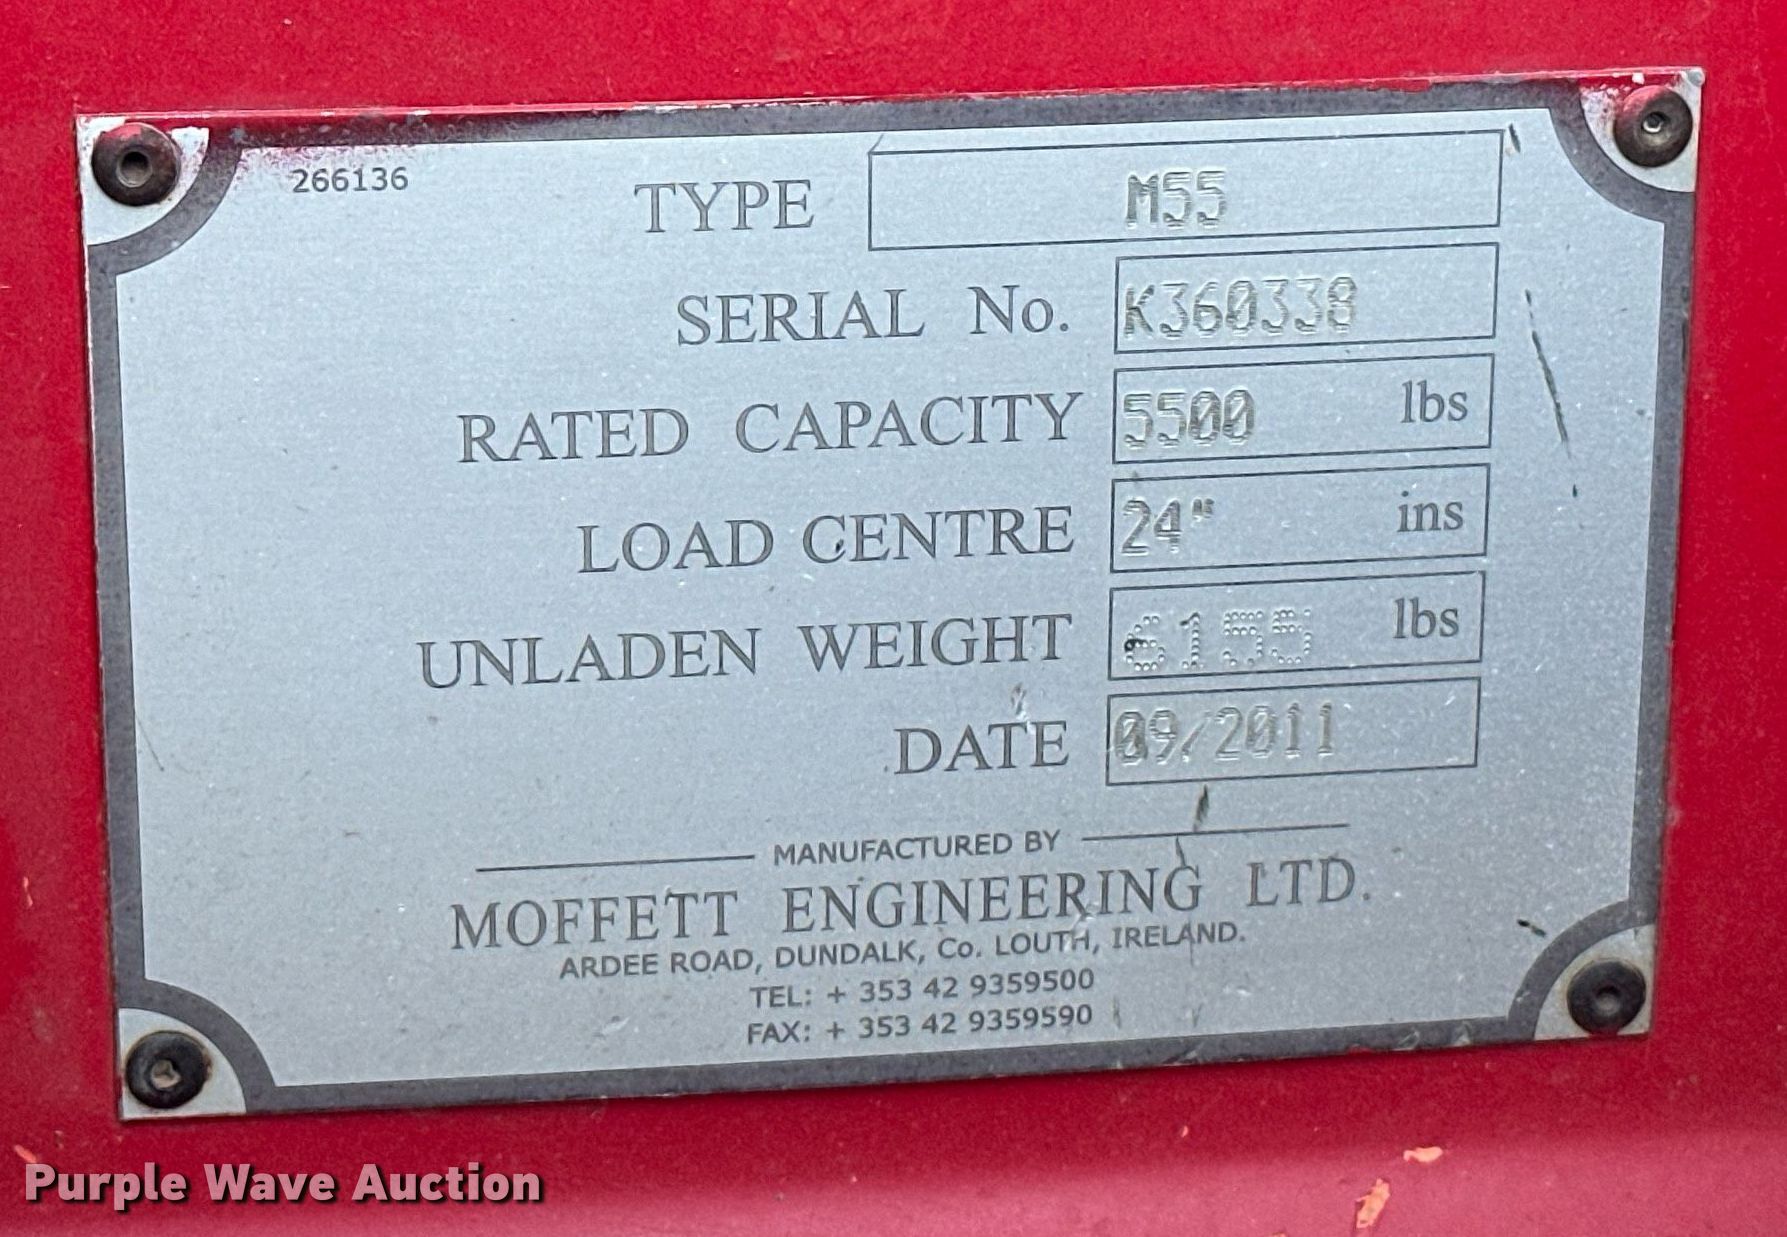 266136
TYPE M55
SERIAL No. K360338
RATED CAPACITY 5500 lbs
LOAD CENTRE 24" ins
UNLADEN WEIGHT 6155 lbs
DATE 09/2011
MANUFACTURED BY
MOFFETT ENGINEERING LTD.
ARDEE ROAD, DUNDALK, Co. LOUTH, IRELAND.
TEL: + 353 42 9359500
FAX: + 353 42 9359590
Purple Wave Auction